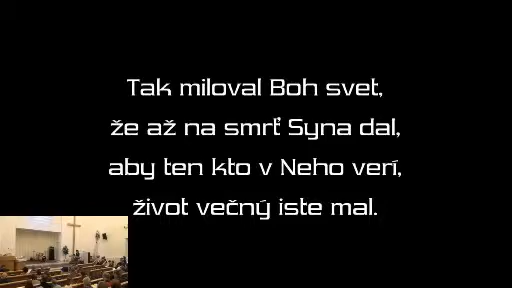 Tak miloval Boh svet,
že až na smrť Syna dal,
aby ten kto v Neho verí,
život večný iste mal.